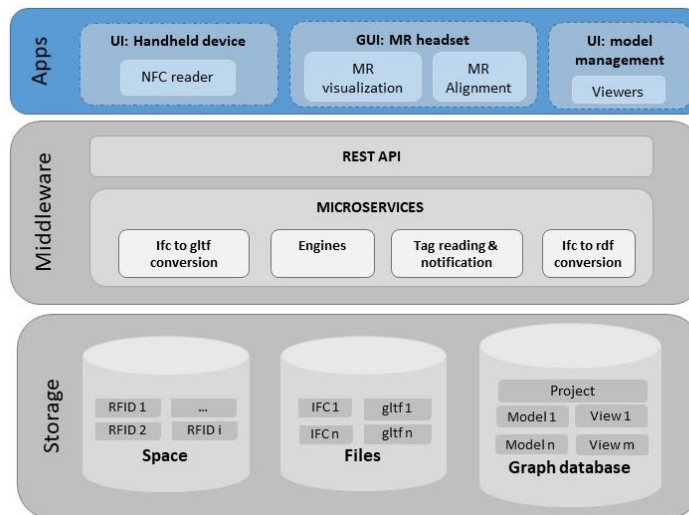 Apps
UI: Handheld device
NFC reader
GUI: MR headset
MR
visualization
MR
Alignment
UI: model
management
Viewers
Middleware
REST API
MICROSERVICES
Ifc to gltf
conversion
Engines
Tag reading &
notification
Ifc to rdf
conversion
Storage
RFID 1
...
RFID 2
RFID i
Space
IFC 1
gltf 1
IFC n
gltf n
Files
Project
Model 1
View 1
Model n
View m
Graph database